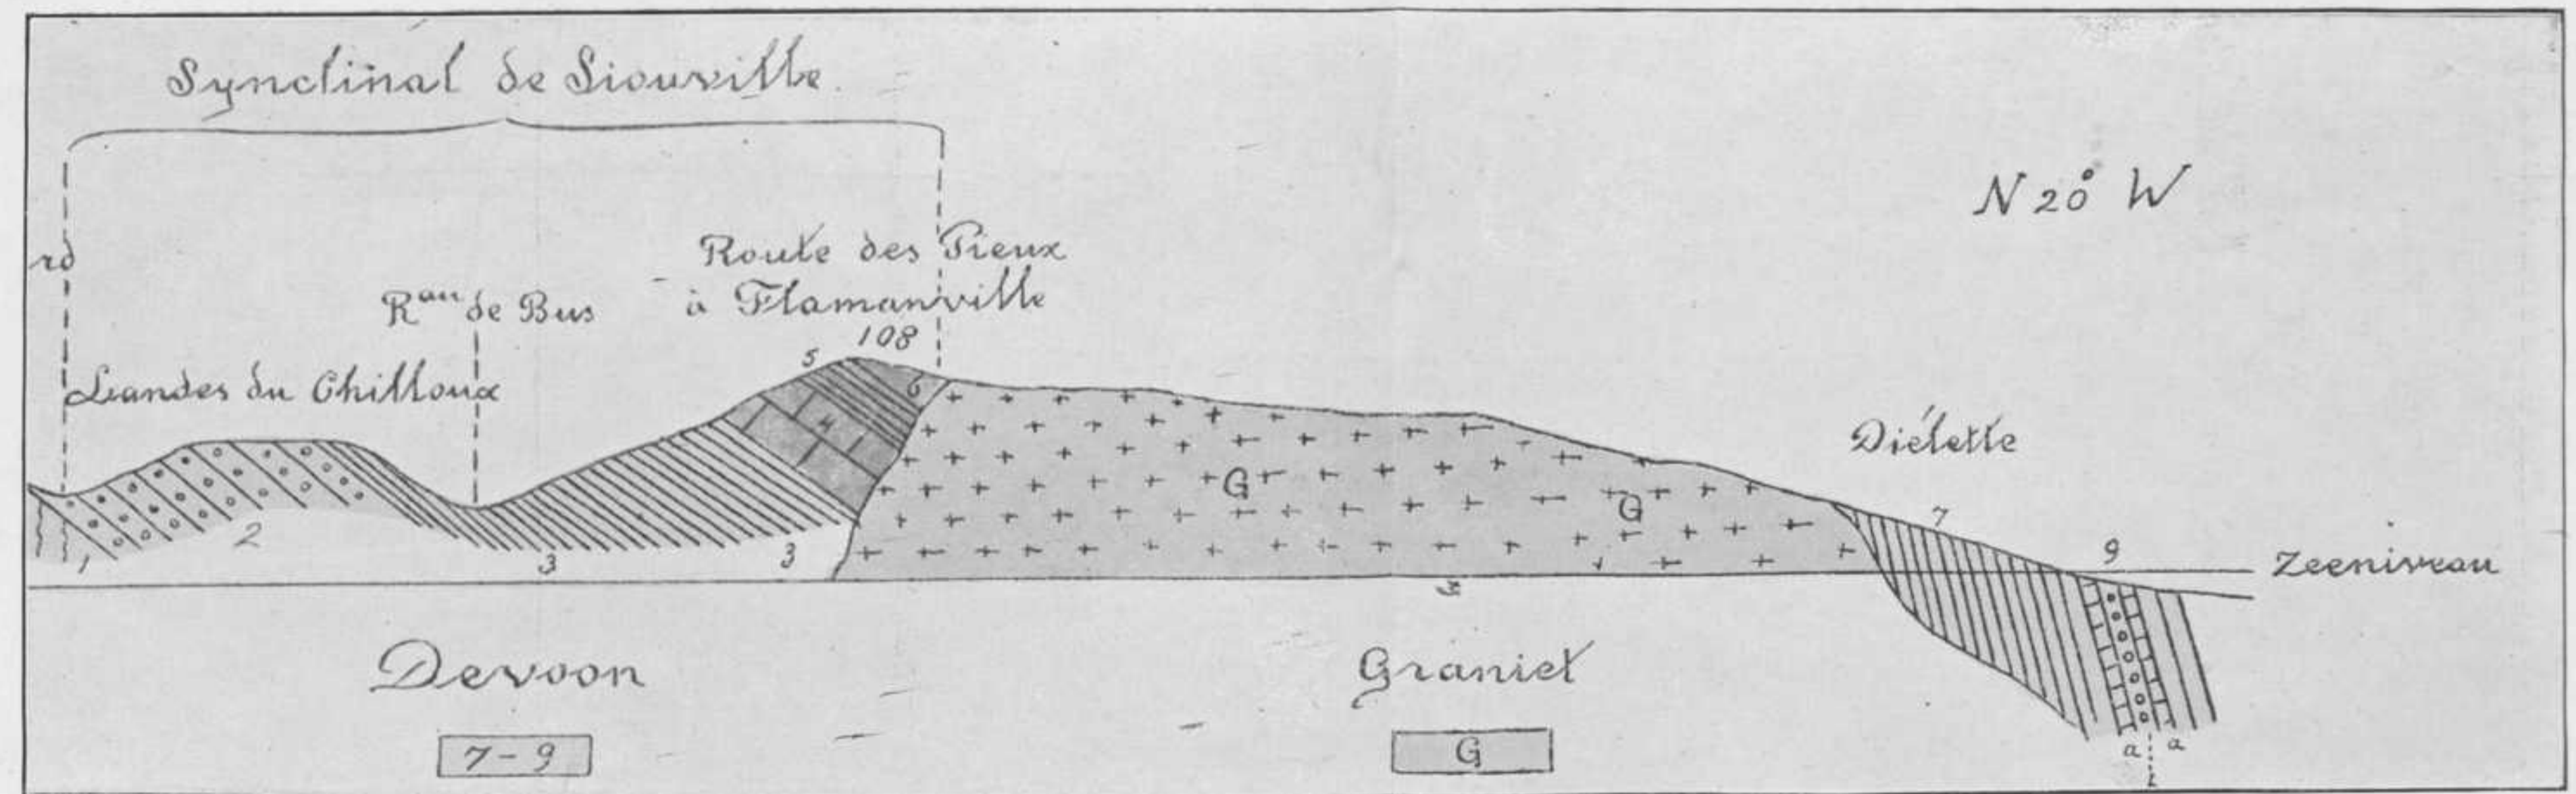 Synclinal de Siouville
N 20° W
rd
Route des Pieux
à Flamanville
Rau de Bus
108
Landes du Chilloux
5
6
4
Diélette
G
G
7
9
1
2
3
3
Zeeniveau
Devoon
Graniet
7-9
G
a
a